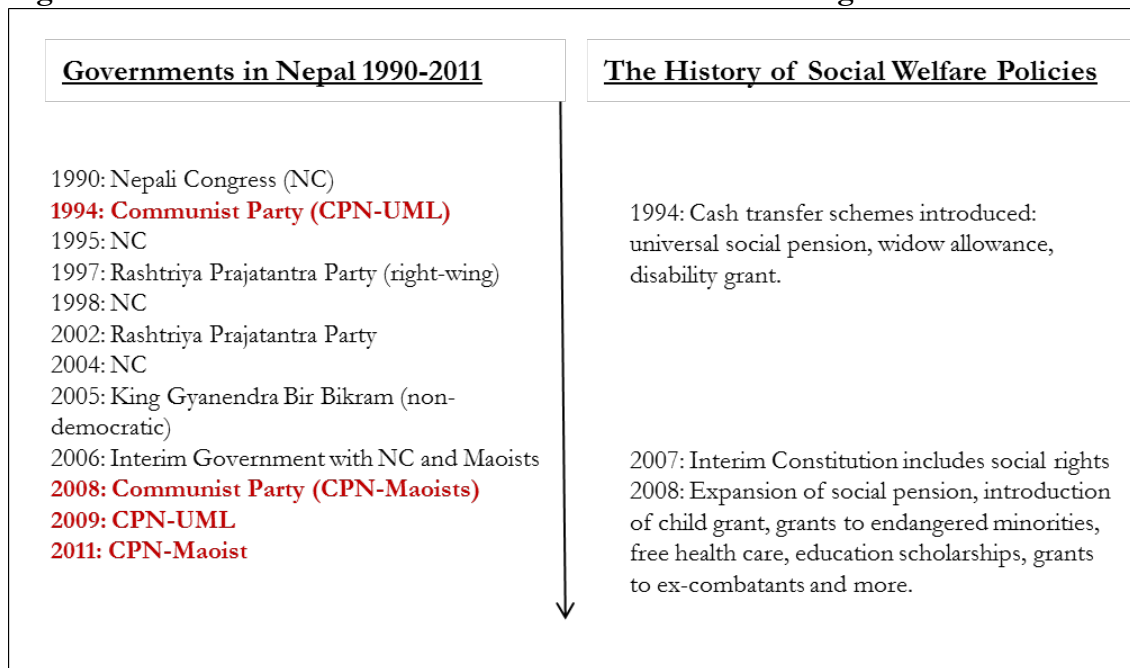 Governments in Nepal 1990-2011
1990: Nepali Congress (NC)
1994: Communist Party (CPN-UML)
1995: NC
1997: Rashtriya Prajatantra Party (right-wing)
1998: NC
2002: Rashtriya Prajatantra Party
2004: NC
2005: King Gyanendra Bir Bikram (non-
democratic)
2006: Interim Government with NC and Maoists
2008: Communist Party (CPN-Maoists)
2009: CPN-UML
2011: CPN-Maoist
The History of Social Welfare Policies
1994: Cash transfer schemes introduced:
universal social pension, widow allowance,
disability grant.
2007: Interim Constitution includes social rights
2008: Expansion of social pension, introduction
of child grant, grants to endangered minorities,
free health care, education scholarships, grants
to ex-combatants and more.